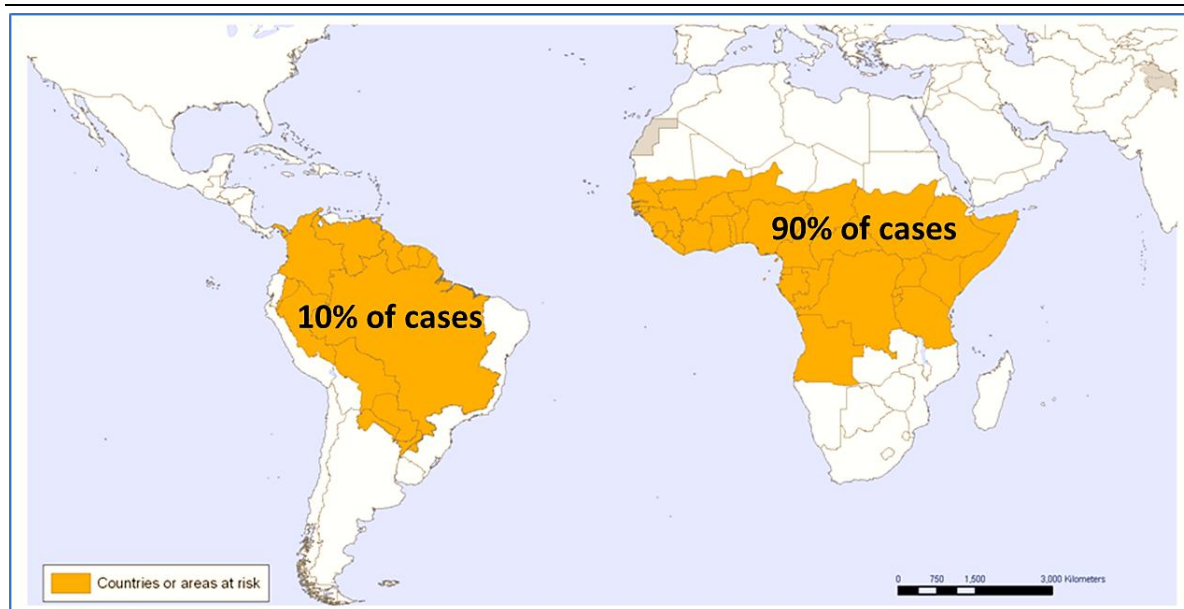 90% of cases
10% of cases
Countries or areas at risk
0 750 1,500 3,000 Kilometers